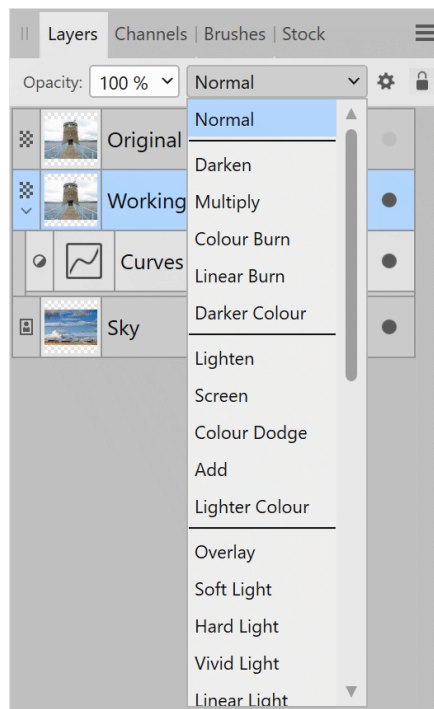 Layers Channels | Brushes | Stock
Opacity: 100 % Normal
Normal
Original
Darken
Working
Multiply
Colour Burn
Curves
Linear Burn
Darker Colour
Sky
Lighten
Screen
Colour Dodge
Add
Lighter Colour
Overlay
Soft Light
Hard Light
Vivid Light
Linear Light